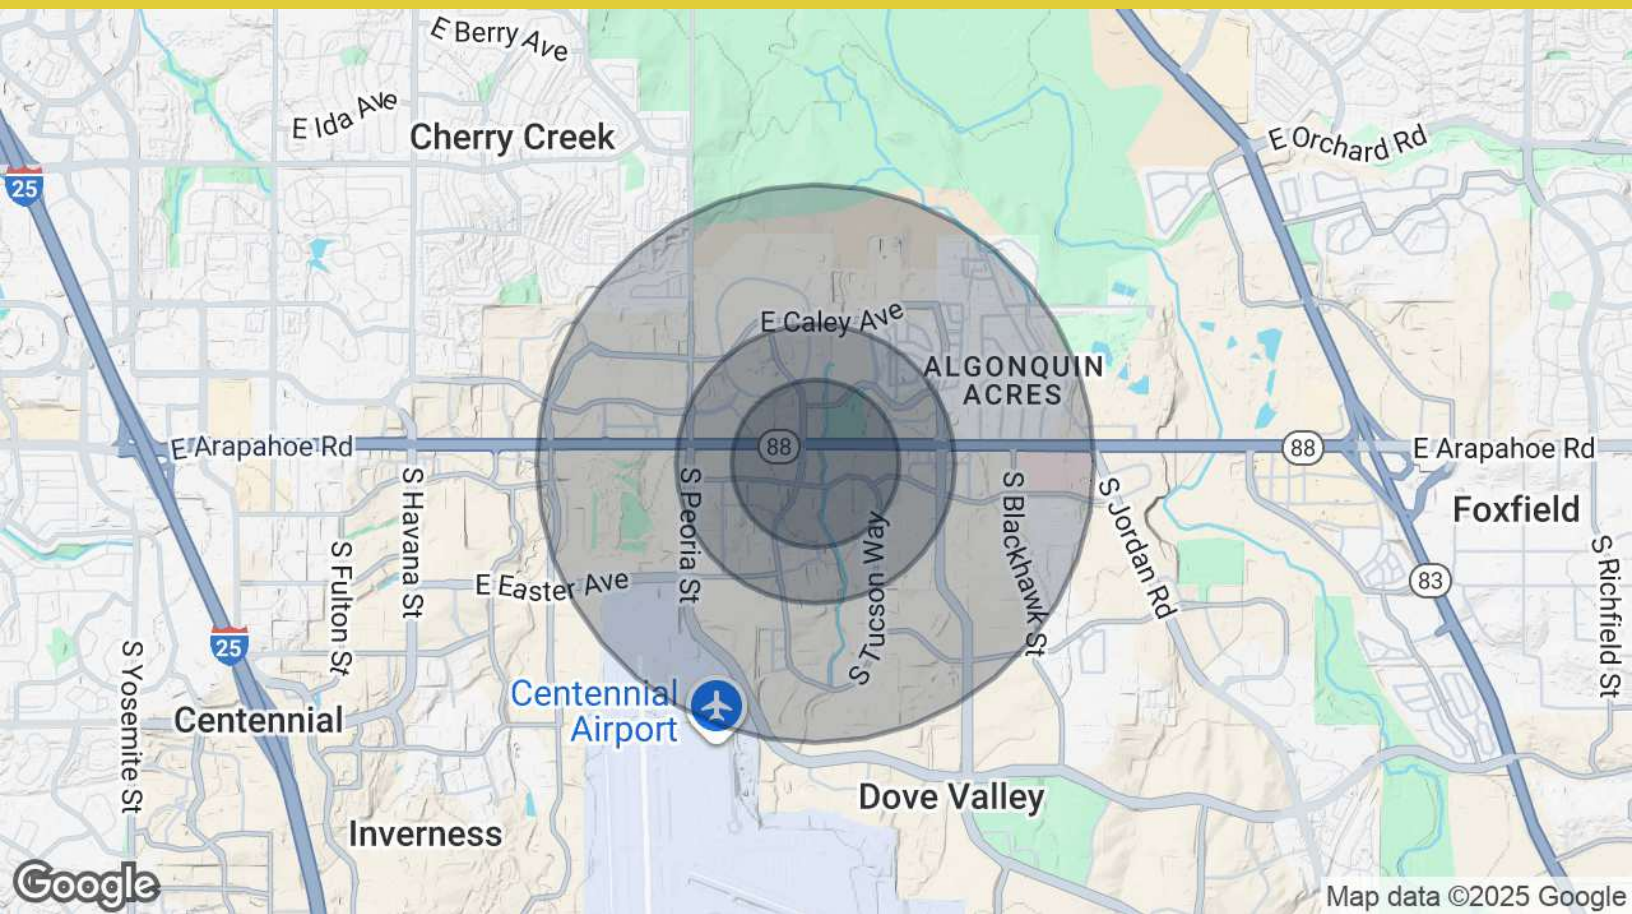 E Berry Ave
E Ida Ave
Cherry Creek
E Orchard Rd
25
E Caley Ave
ALGONQUIN
ACRES
E Arapahoe Rd
88
88
E Arapahoe Rd
S Havana St
S Peoria St
S Blackhawk St
S Jordan Rd
Foxfield
S Fulton St
E Easter Ave
S Tucson Way
83
S Richfield St
25
S Yosemite St
Centennial
Centennial
Airport
Dove Valley
Inverness
Google
Map data ©2025 Google